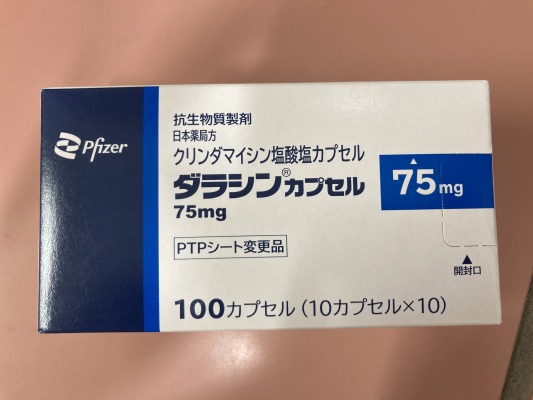 Pfizer
抗生物質製剤
日本薬局方
クリンダマイシン塩酸塩カプセル
ダラシン®カプセル
75mg
PTPシート変更品
100カプセル(10カプセル×10)
75mg
開封口